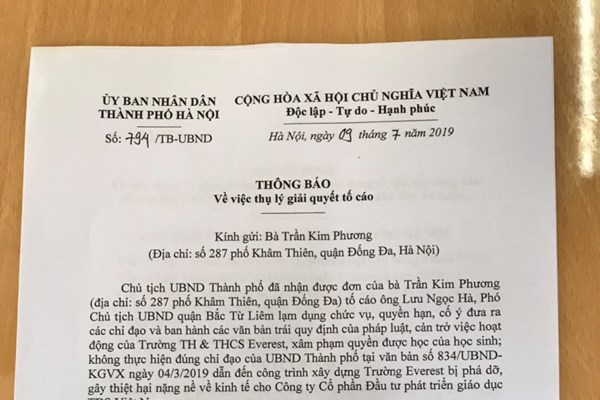 ỦY BAN NHÂN DÂN
THÀNH PHỐ HÀ NỘI
Số: 794 /TB-UBND
CỘNG HÒA XÃ HỘI CHỦ NGHĨA VIỆT NAM
Độc lập - Tự do - Hạnh phúc
Hà Nội, ngày 09 tháng 7 năm 2019
THÔNG BÁO
Về việc thụ lý giải quyết tố cáo
Kính gửi: Bà Trần Kim Phương
(Địa chỉ: số 287 phố Khâm Thiên, quận Đống Đa, Hà Nội)
Chủ tịch UBND Thành phố đã nhận được đơn của bà Trần Kim Phương
(địa chỉ: số 287 phố Khâm Thiên, quận Đống Đa) tố cáo ông Lưu Ngọc Hà, Phó
Chủ tịch UBND quận Bắc Từ Liêm lạm dụng chức vụ, quyền hạn, cố ý đưa ra
các chỉ đạo và ban hành các văn bản trái quy định của pháp luật, cản trở việc hoạt
động của Trường TH & THCS Everest, xâm phạm quyền được học của học sinh;
không thực hiện đúng chỉ đạo của UBND Thành phố tại văn bản số 834/UBND-
KGVX ngày 04/3/2019 dẫn đến công trình xây dựng Trường Everest bị phá dỡ,
gây thiệt hại nặng nề về kinh tế cho Công ty Cổ phần Đầu tư phát triển giáo dục